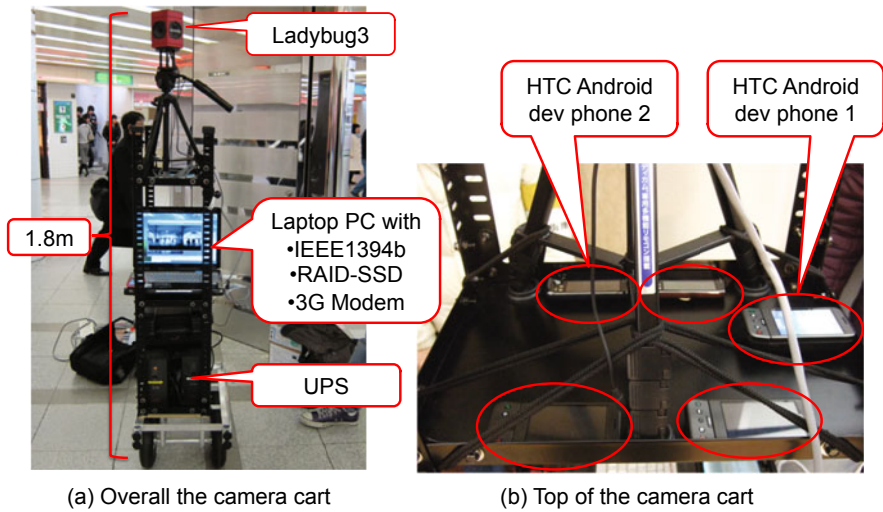 Ladybug3
1.8m
Laptop PC with
•IEEE1394b
•RAID-SSD
•3G Modem
UPS
(a) Overall the camera cart
HTC Android
dev phone 2
HTC Android
dev phone 1
(b) Top of the camera cart